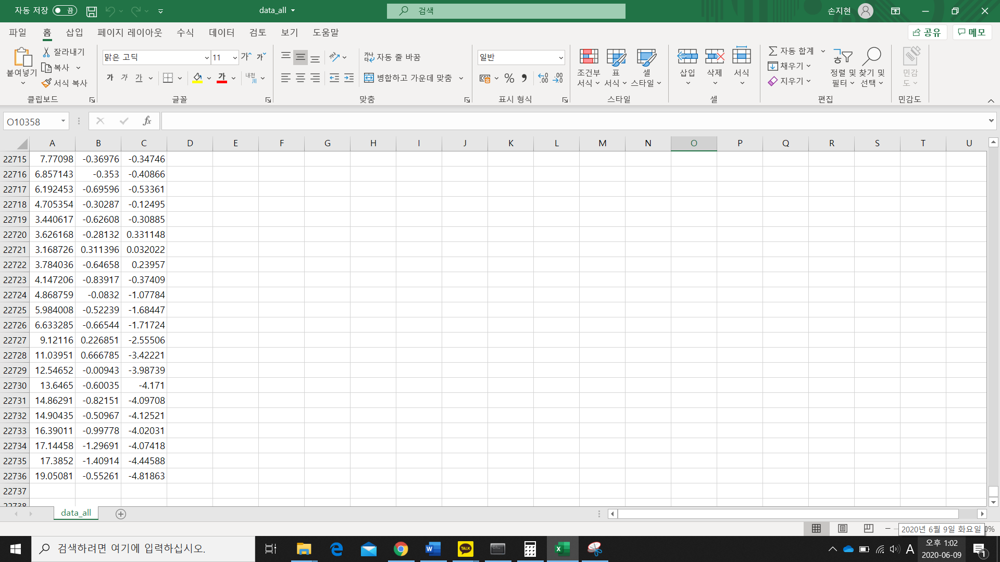 자동 저장 끔 data_all 검색 손지현
파일 홈 삽입 페이지 레이아웃 수식 데이터 검토 보기 도움말 공유 메모
붙여넣기 잘라내기 복사 서식 복사 클립보드
맑은 고딕 11 가 가
가 가 가 가 내천 川 글꼴
가나 다 자동 줄 바꿈
병합하고 가운데 맞춤 맞춤
일반
% 표시 형식
조건부 서식 표 서식 셀 스타일 스타일
삽입 삭제 서식 셀
자동 합계 채우기 지우기 정렬 및 필터 찾기 및 선택 편집
민감도 민감도
O10358 fx
A B C D E F G H I J K L M N O P Q R S T U
22715 7.77098 -0.36976 -0.34746
22716 6.857143 -0.353 -0.40866
22717 6.192453 -0.69596 -0.53361
22718 4.705354 -0.30287 -0.12495
22719 3.440617 -0.62608 -0.30885
22720 3.626168 -0.28132 0.331148
22721 3.168726 0.311396 0.032022
22722 3.784036 -0.64658 0.23957
22723 4.147206 -0.83917 -0.37409
22724 4.868759 -0.0832 -1.07784
22725 5.984008 -0.52239 -1.68447
22726 6.633285 -0.66544 -1.71724
22727 9.12116 0.226851 -2.55506
22728 11.03951 0.666785 -3.42221
22729 12.54652 -0.00943 -3.98739
22730 13.6465 -0.60035 -4.171
22731 14.86291 -0.82151 -4.09708
22732 14.90435 -0.50967 -4.12521
22733 16.39011 -0.99778 -4.02031
22734 17.14458 -1.29691 -4.07418
22735 17.3852 -1.40914 -4.44588
22736 19.05081 -0.55261 -4.81863
22737
22738
data_all
2020년 6월 9일 화요일 0%
검색하려면 여기에 입력하십시오. TALK A 오후 1:02
2020-06-09 1